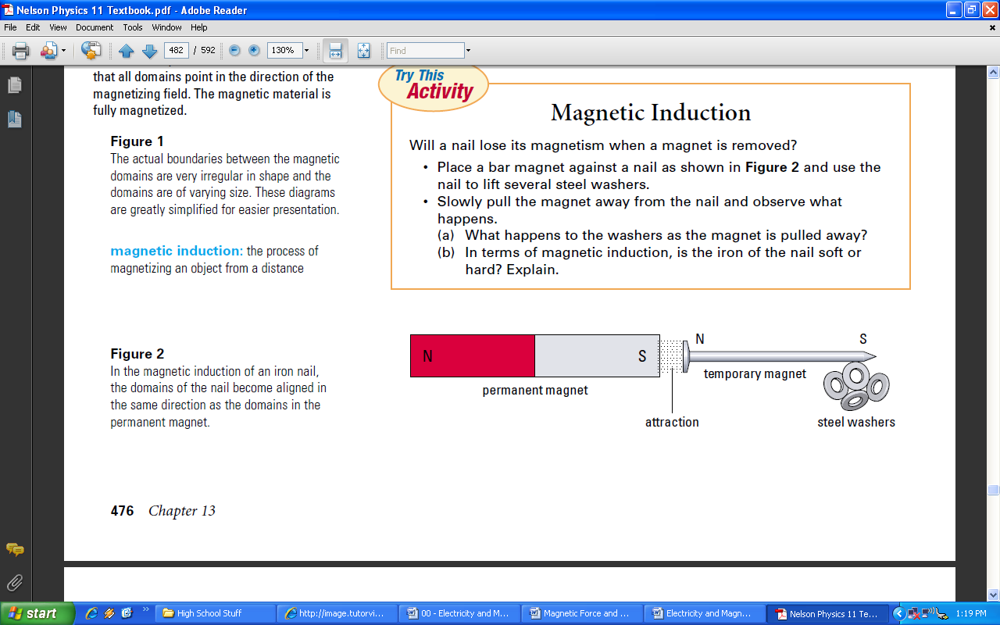 Nelson Physics 11 Textbook.pdf - Adobe Reader
File Edit View Document Tools Window Help
482 / 592 130% Find
that all domains point in the direction of the
magnetizing field. The magnetic material is
fully magnetized.
Figure 1
The actual boundaries between the magnetic
domains are very irregular in shape and the
domains are of varying size. These diagrams
are greatly simplified for easier presentation.
magnetic induction: the process of
magnetizing an object from a distance
Figure 2
In the magnetic induction of an iron nail,
the domains of the nail become aligned in
the same direction as the domains in the
permanent magnet.
Try This
Activity
Magnetic Induction
Will a nail lose its magnetism when a magnet is removed?
• Place a bar magnet against a nail as shown in Figure 2 and use the
nail to lift several steel washers.
• Slowly pull the magnet away from the nail and observe what
happens.
(a) What happens to the washers as the magnet is pulled away?
(b) In terms of magnetic induction, is the iron of the nail soft or
hard? Explain.
N S N S
permanent magnet
temporary magnet
attraction
steel washers
476 Chapter 13
start High School Stuff http://image.tutorvi... 00 - Electricity and M... Magnetic Force and ... Electricity and Magn... Nelson Physics 11 Te... 1:19 PM